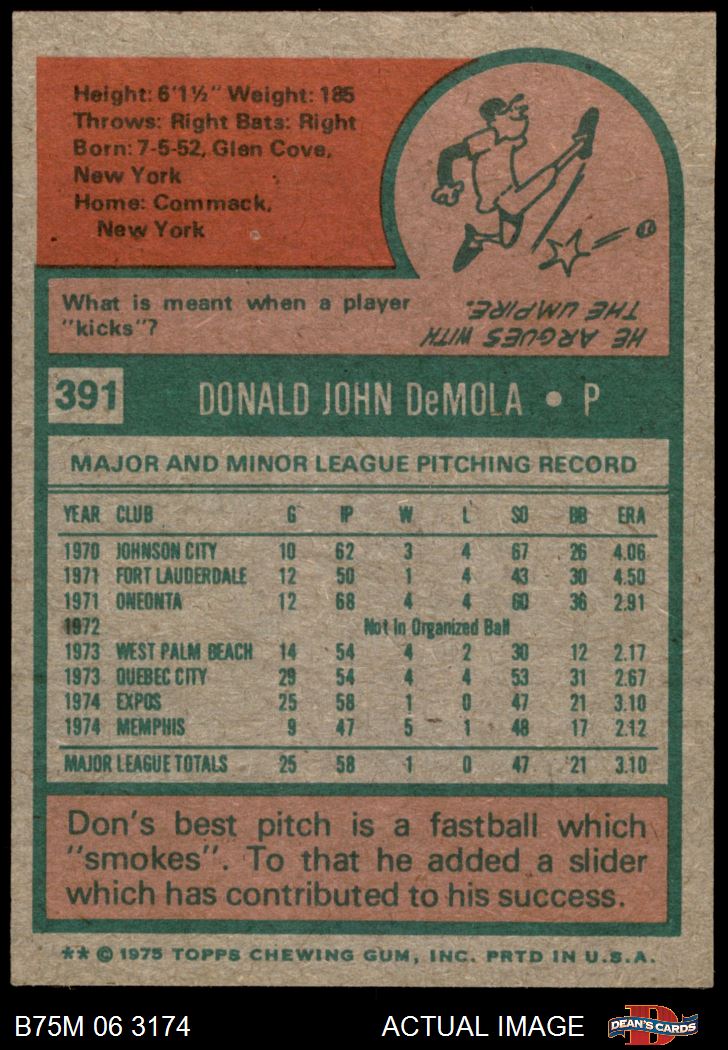 Height: 6'1½" Weight: 185
Throws: Right Bats: Right
Born: 7-5-52, Glen Cove,
New York
Home: Commack,
New York
What is meant when a player
"kicks"?
HE ARGUES WITH
THE UMPIRE.
391 DONALD JOHN DeMOLA • P
MAJOR AND MINOR LEAGUE PITCHING RECORD
YEAR CLUB G IP W L SO BB ERA
1970 JOHNSON CITY 10 62 3 4 67 26 4.06
1971 FORT LAUDERDALE 12 50 1 4 43 30 4.50
1971 ONEONTA 12 68 4 4 60 36 2.91
1972 Not In Organized Ball
1973 WEST PALM BEACH 14 54 4 2 30 12 2.17
1973 QUEBEC CITY 29 54 4 4 53 31 2.67
1974 EXPOS 25 58 1 0 47 21 3.10
1974 MEMPHIS 9 47 5 1 48 17 2.12
MAJOR LEAGUE TOTALS 25 58 1 0 47 21 3.10
Don's best pitch is a fastball which
"smokes". To that he added a slider
which has contributed to his success.
** © 1975 TOPPS CHEWING GUM, INC. PRTD IN U.S.A.
B75M 06 3174 ACTUAL IMAGE DEAN'S CARDS